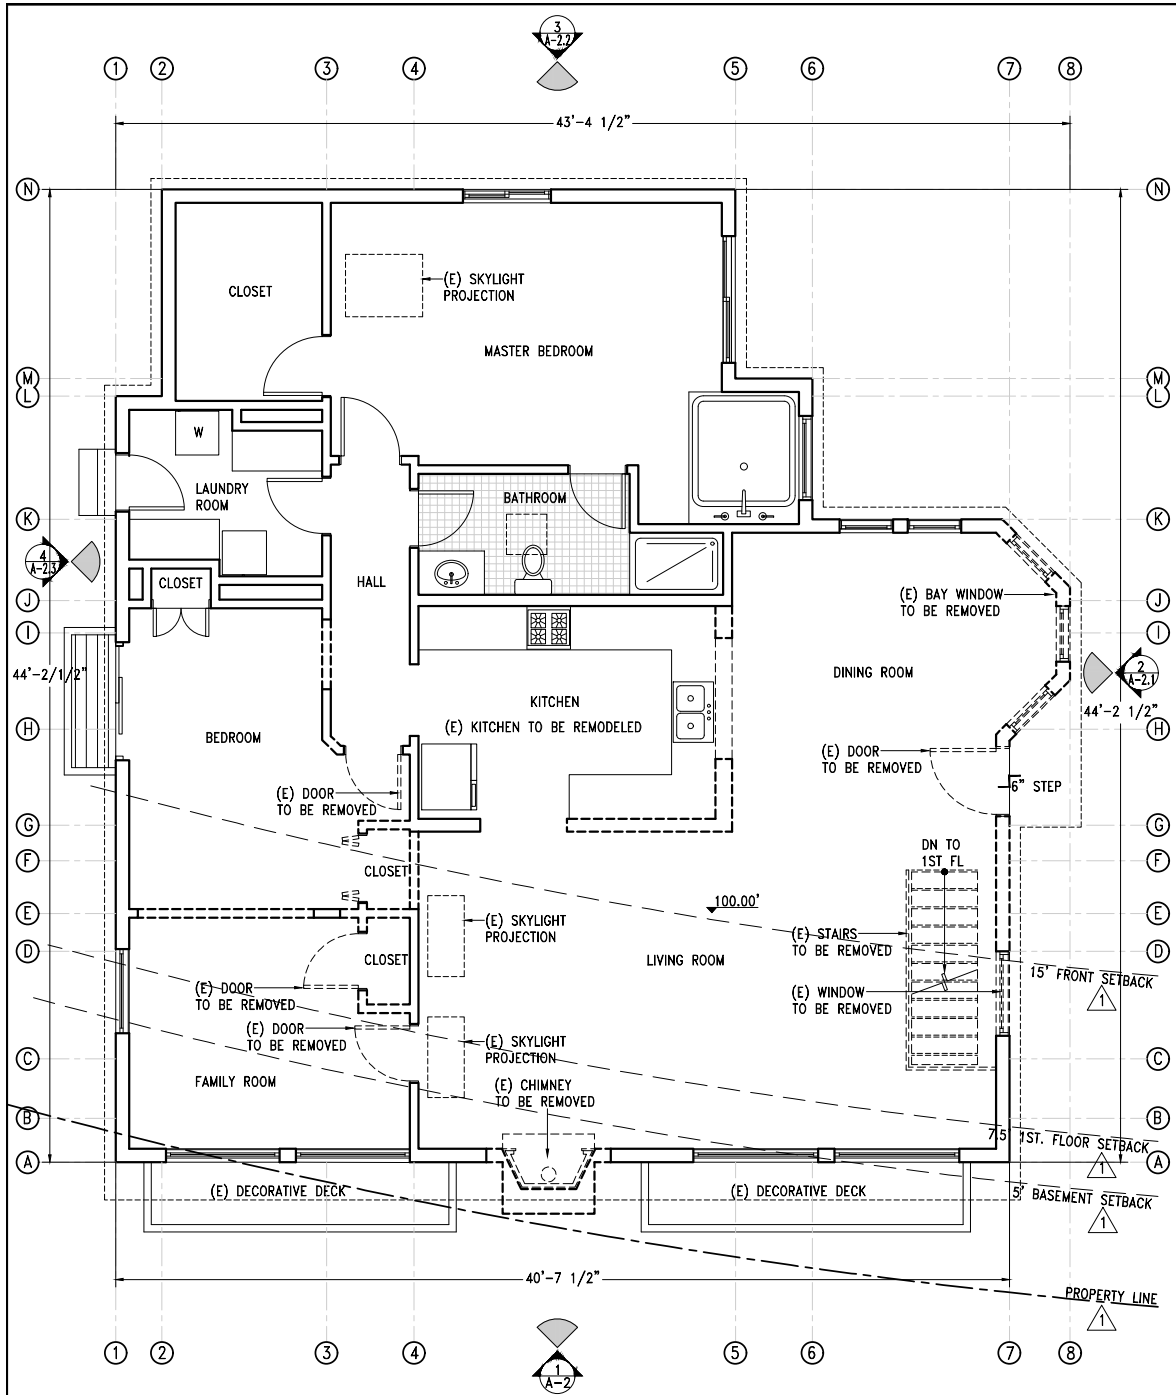 3
A-2.2
1 2 3 4 5 6 7 8
43'-4 1/2"
N N
CLOSET
(E) SKYLIGHT
PROJECTION
MASTER BEDROOM
M M
L L
W
LAUNDRY
ROOM
BATHROOM
K K
4
A-2.3
CLOSET
HALL
(E) BAY WINDOW
TO BE REMOVED
J J
I I
44'-2/1/2"
2
A-2.1
44'-2 1/2"
DINING ROOM
KITCHEN
(E) KITCHEN TO BE REMODELED
H H
BEDROOM
(E) DOOR
TO BE REMOVED
6" STEP
(E) DOOR
TO BE REMOVED
G G
DN TO
1ST FL
F F
CLOSET
100.00'
E E
(E) SKYLIGHT
PROJECTION
(E) STAIRS
TO BE REMOVED
D D
CLOSET
LIVING ROOM
15' FRONT SETBACK
1
(E) DOOR
TO BE REMOVED
(E) WINDOW
TO BE REMOVED
(E) DOOR
TO BE REMOVED
(E) SKYLIGHT
PROJECTION
C C
FAMILY ROOM
(E) CHIMNEY
TO BE REMOVED
B B
7.5' 1ST. FLOOR SETBACK
1
A A
(E) DECORATIVE DECK
(E) DECORATIVE DECK
5' BASEMENT SETBACK
1
40'-7 1/2"
PROPERTY LINE
1
1 2 3 4 5 6 7 8
1
A-2